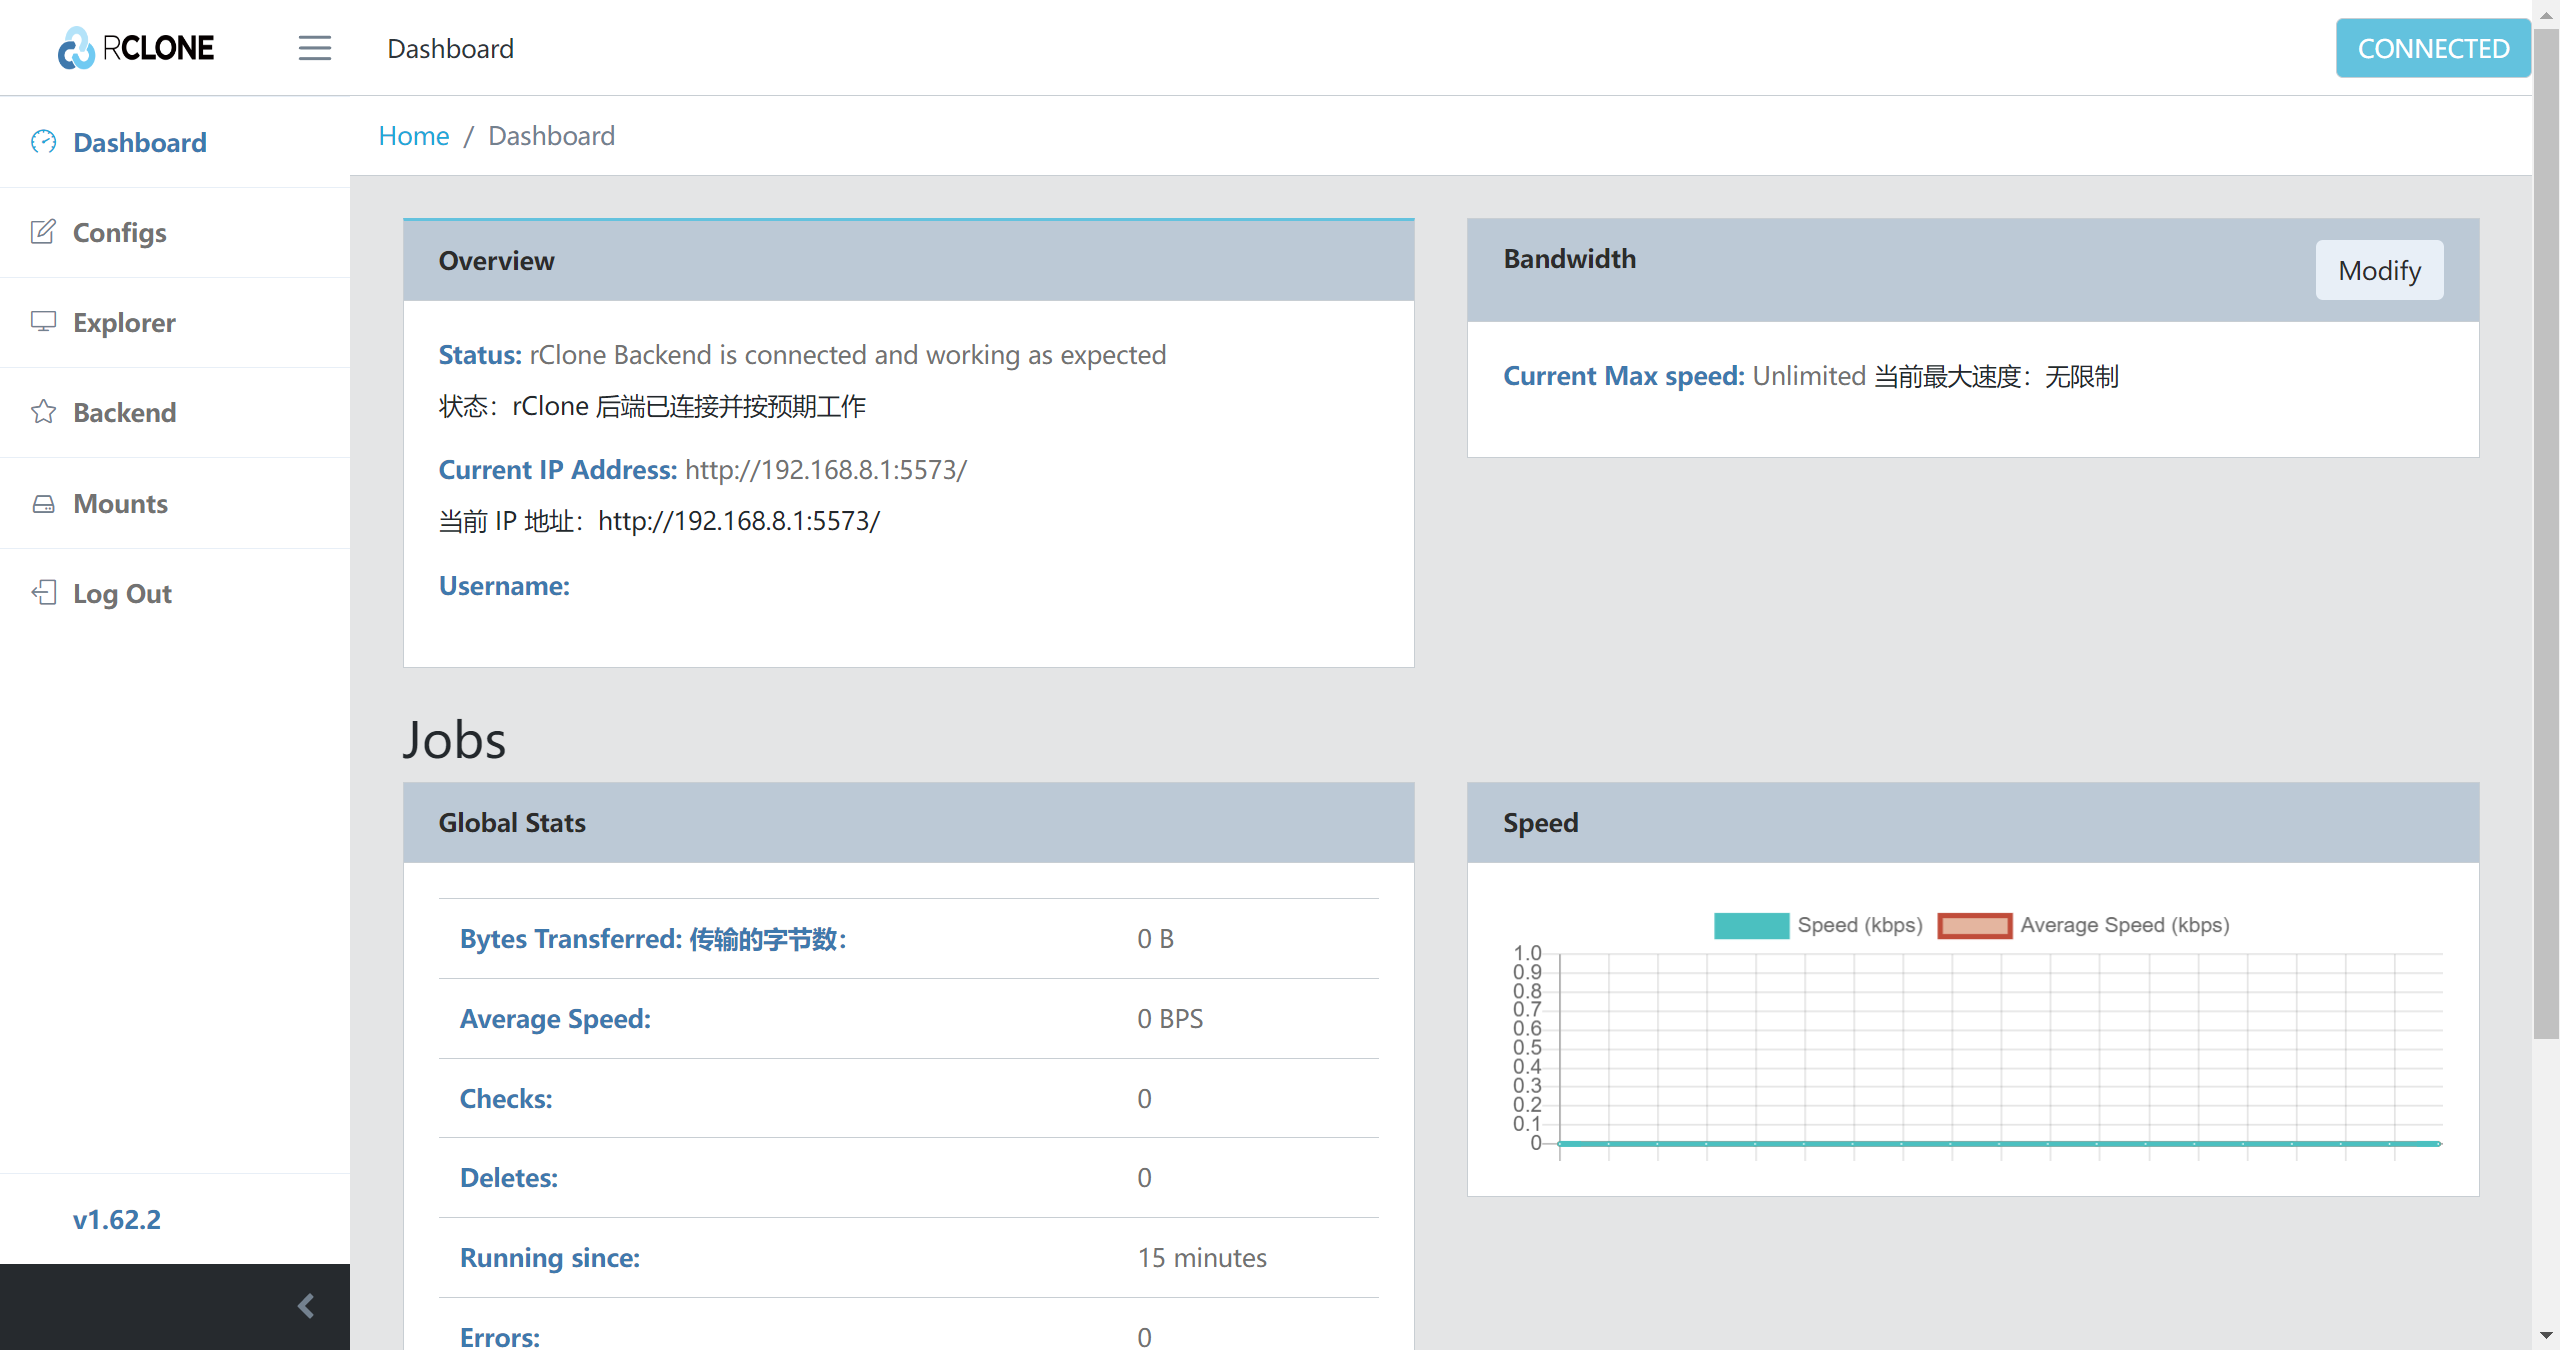 RCLONE
Dashboard
CONNECTED
Dashboard
Configs
Explorer
Backend
Mounts
Log Out
v1.62.2
Home / Dashboard
Overview
Status: rClone Backend is connected and working as expected
状态：rClone 后端已连接并按预期工作
Current IP Address: http://192.168.8.1:5573/
当前 IP 地址：http://192.168.8.1:5573/
Username:
Bandwidth
Modify
Current Max speed: Unlimited 当前最大速度：无限制
Jobs
Global Stats
Bytes Transferred: 传输的字节数： 0 B
Average Speed: 0 BPS
Checks: 0
Deletes: 0
Running since: 15 minutes
Errors: 0
Speed
Speed (kbps) Average Speed (kbps)
1.0
0.9
0.8
0.7
0.6
0.5
0.4
0.3
0.2
0.1
0